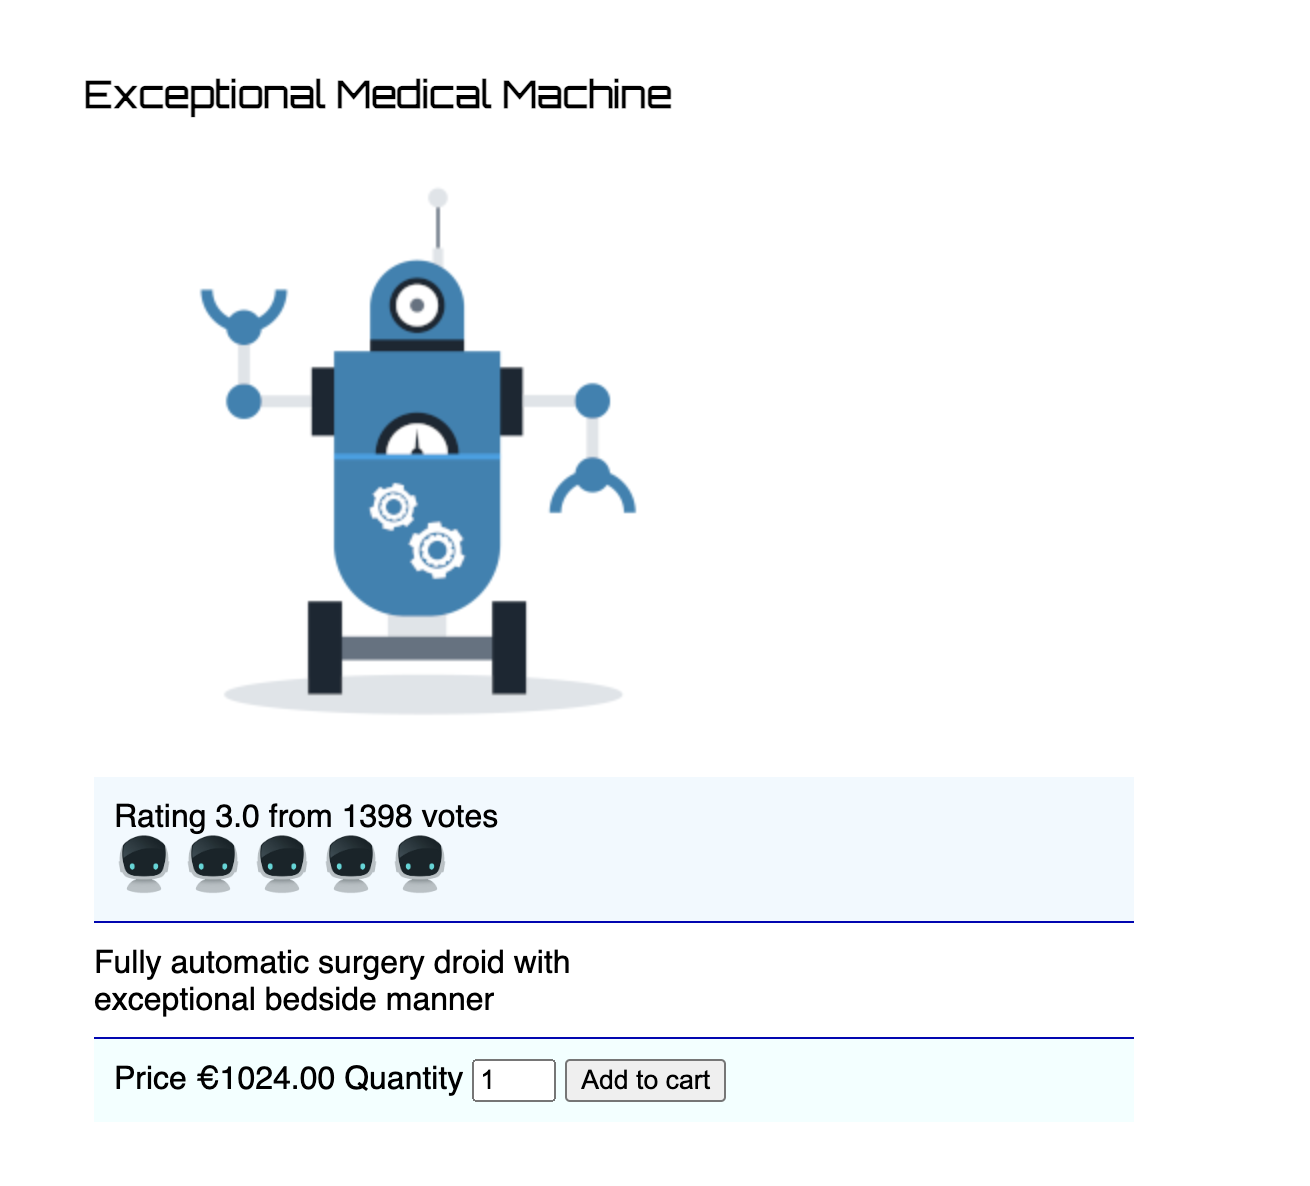 Exceptional Medical Machine
Rating 3.0 from 1398 votes
Fully automatic surgery droid with
exceptional bedside manner
Price €1024.00 Quantity 1 Add to cart